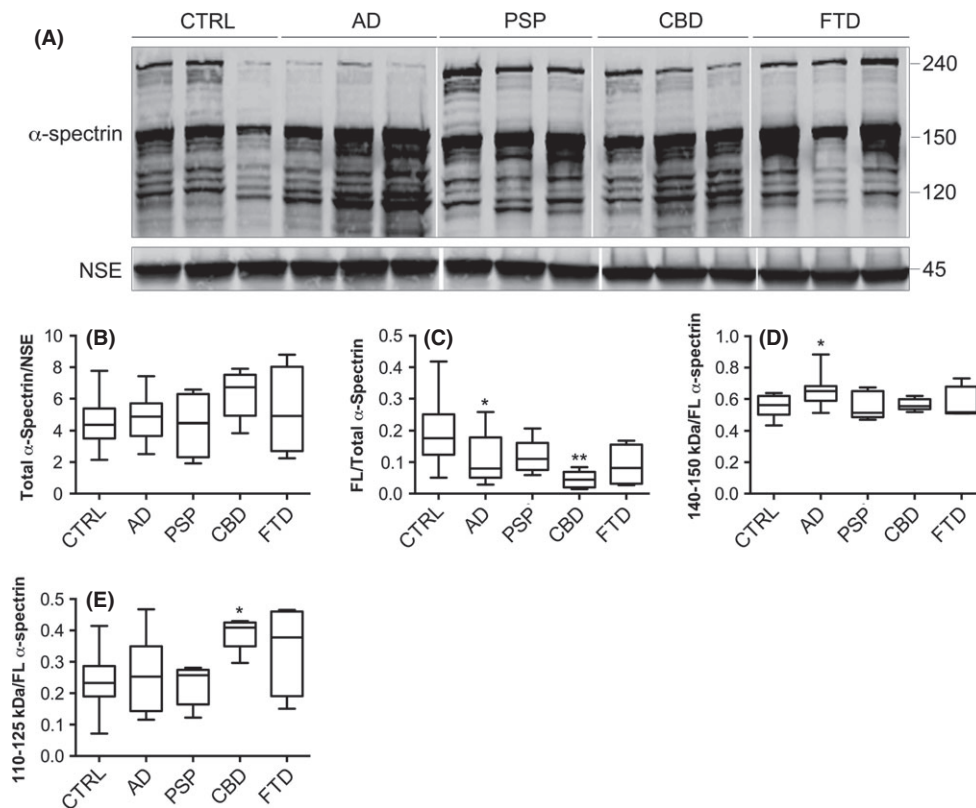 (A)
CTRL AD PSP CBD FTD
α-spectrin
240
150
120
NSE
45
(B)
Total α-Spectrin/NSE
10
8
6
4
2
0
CTRL AD PSP CBD FTD
(C)
FL/Total α-Spectrin
0.5
0.4
0.3
0.2
0.1
0.0
* **
CTRL AD PSP CBD FTD
(D)
140-150 kDa/FL α-spectrin
1.0
0.8
0.6
0.4
0.2
0.0
*
CTRL AD PSP CBD FTD
(E)
110-125 kDa/FL α-spectrin
0.5
0.4
0.3
0.2
0.1
0.0
*
CTRL AD PSP CBD FTD